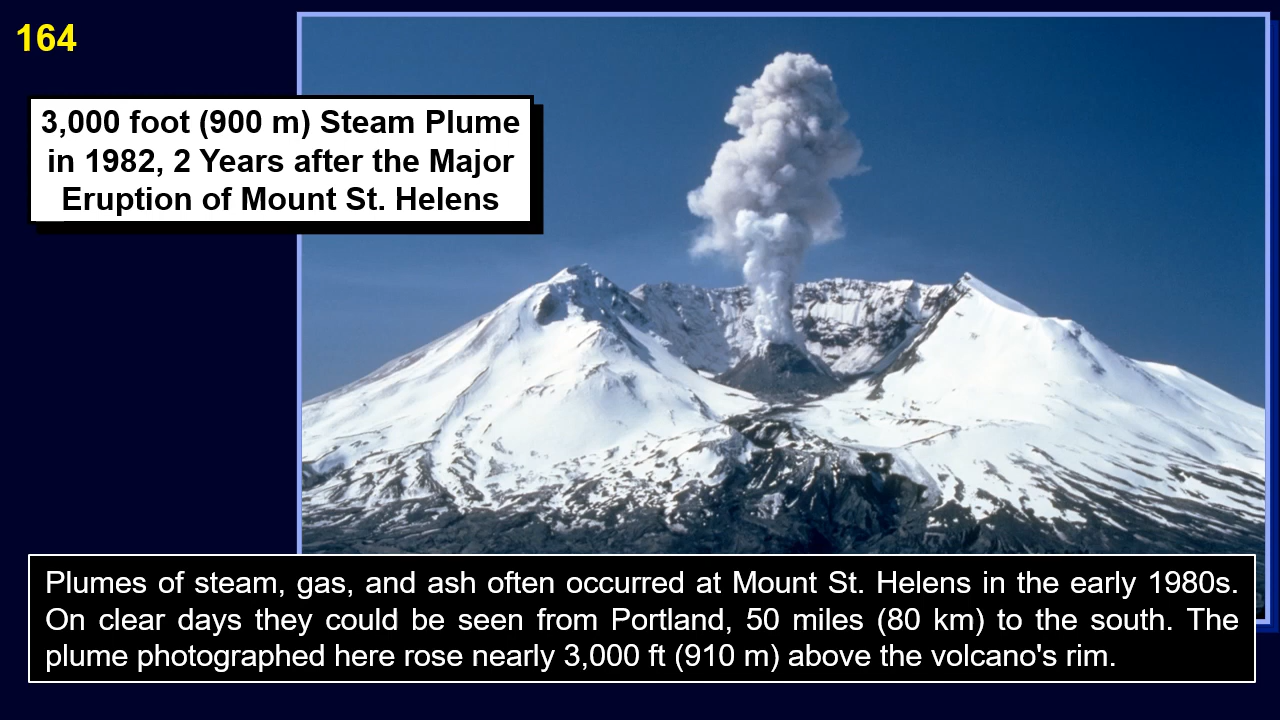 164
3,000 foot (900 m) Steam Plume
in 1982, 2 Years after the Major
Eruption of Mount St. Helens
Plumes of steam, gas, and ash often occurred at Mount St. Helens in the early 1980s.
On clear days they could be seen from Portland, 50 miles (80 km) to the south. The
plume photographed here rose nearly 3,000 ft (910 m) above the volcano's rim.